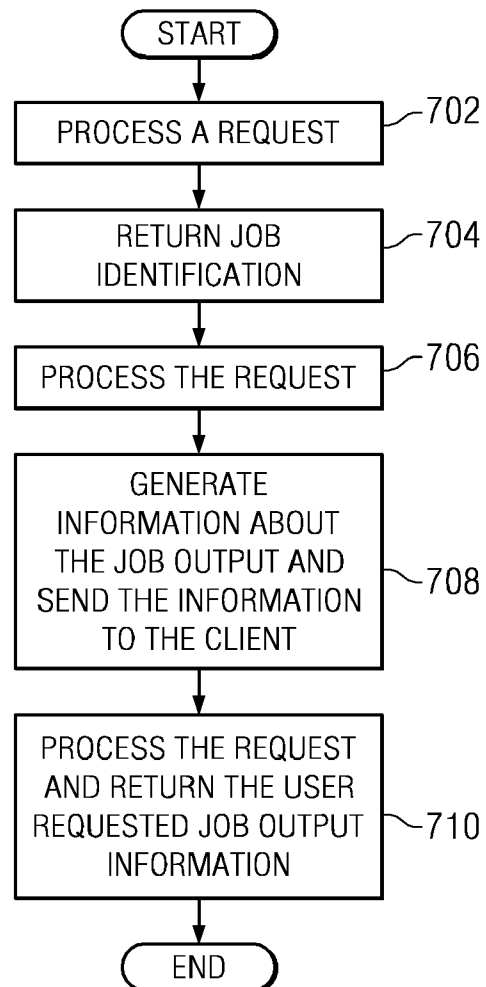 START
PROCESS A REQUEST
702
RETURN JOB
IDENTIFICATION
704
PROCESS THE REQUEST
706
GENERATE
INFORMATION ABOUT
THE JOB OUTPUT AND
SEND THE INFORMATION
TO THE CLIENT
708
PROCESS THE REQUEST
AND RETURN THE USER
REQUESTED JOB OUTPUT
INFORMATION
710
END